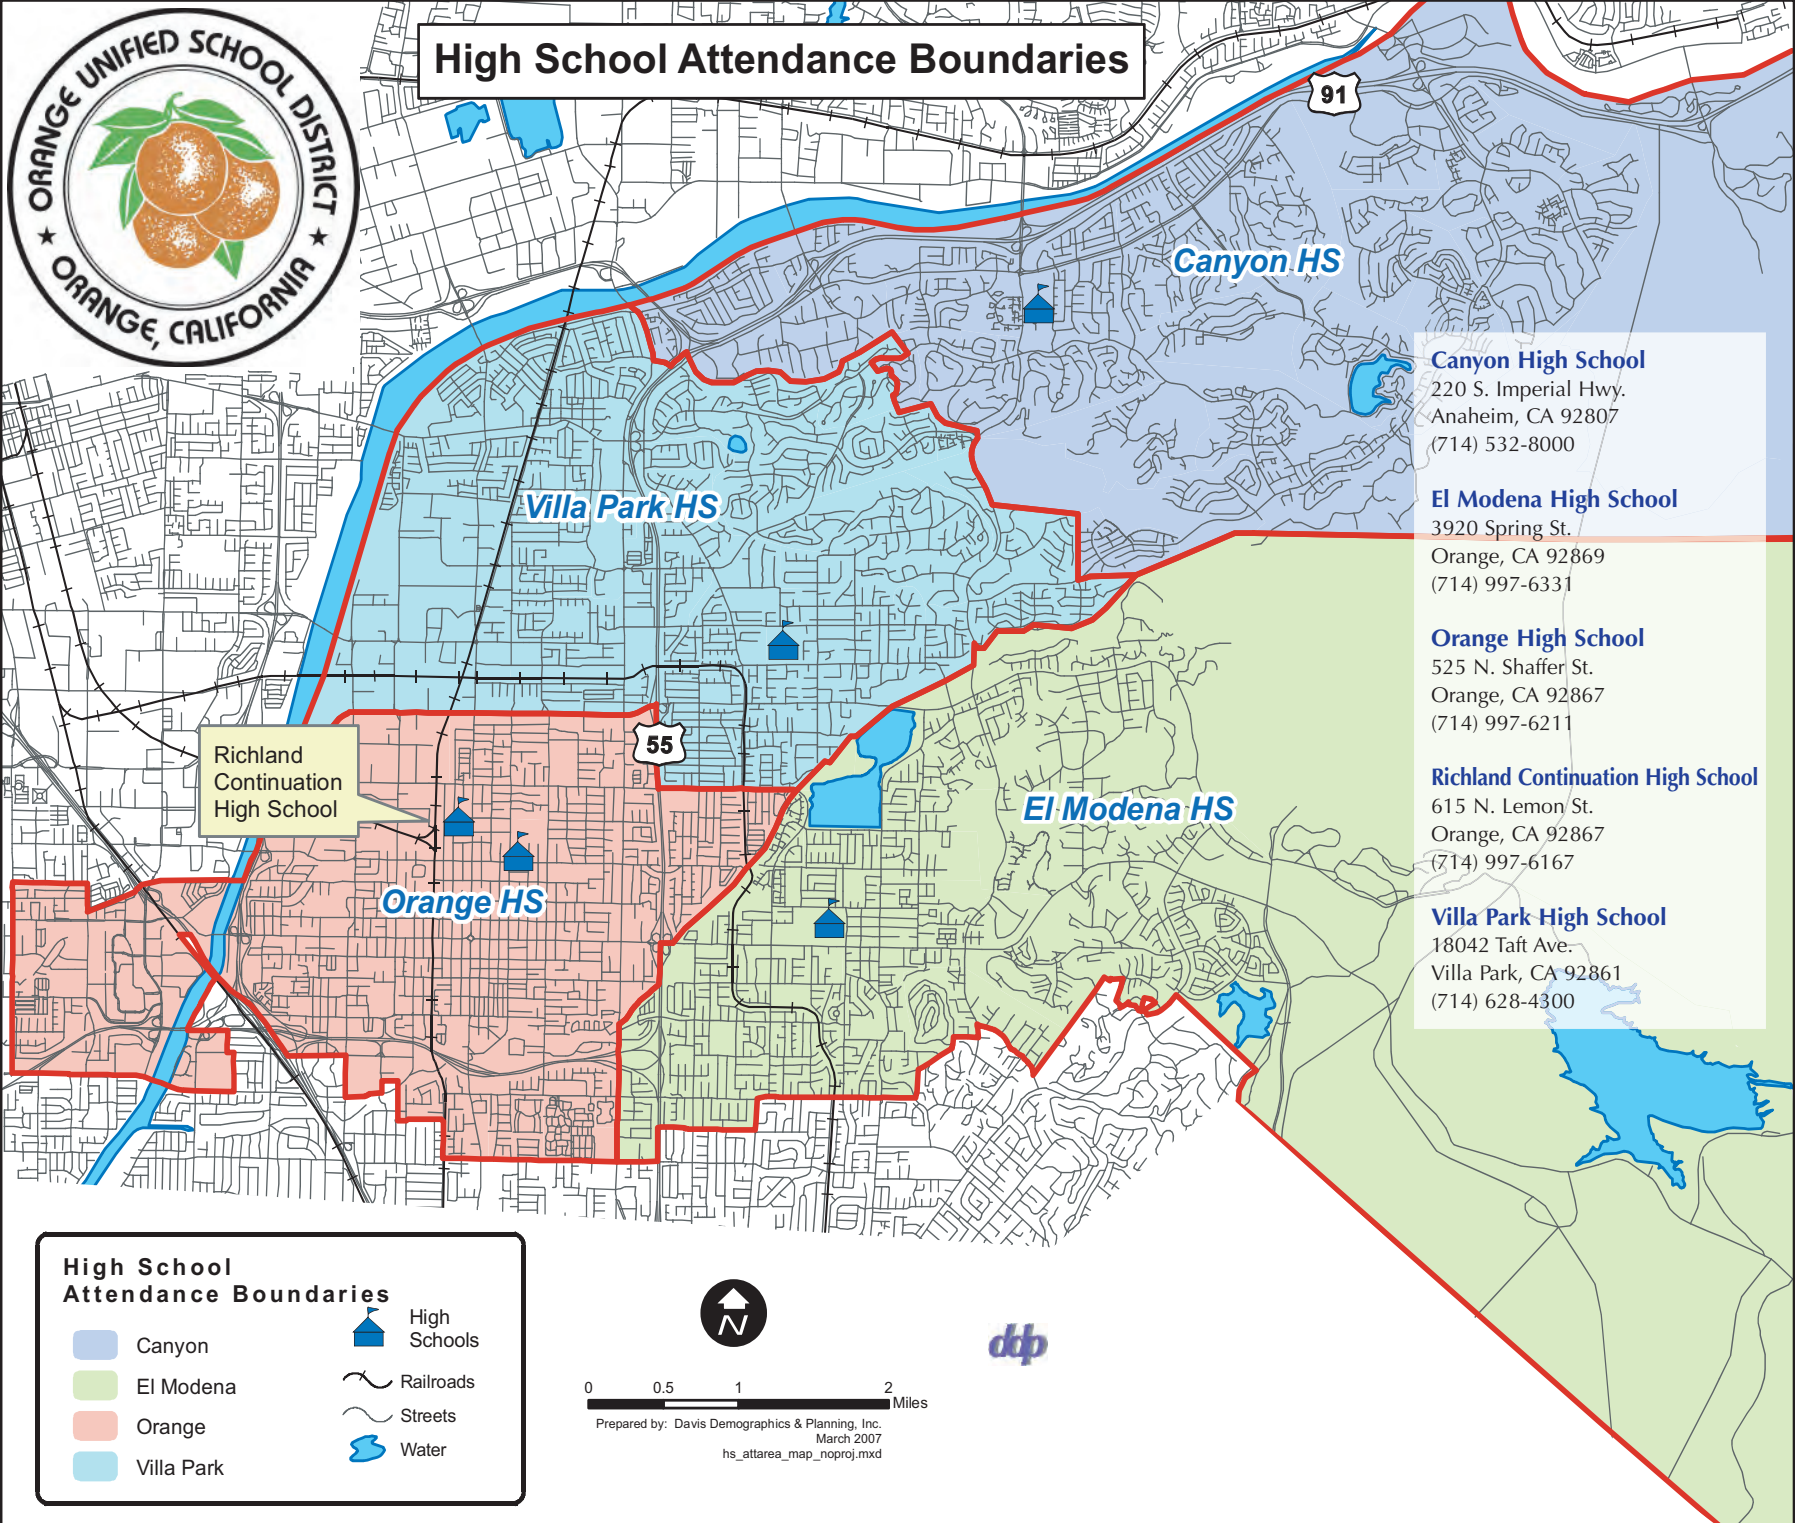 ORANGE UNIFIED SCHOOL DISTRICT
★ ORANGE, CALIFORNIA ★
High School Attendance Boundaries
91
Canyon HS
Canyon High School
220 S. Imperial Hwy.
Anaheim, CA 92807
(714) 532-8000
Villa Park HS
El Modena High School
3920 Spring St.
Orange, CA 92869
(714) 997-6331
Orange High School
525 N. Shaffer St.
Orange, CA 92867
(714) 997-6211
55
Richland
Continuation
High School
Richland Continuation High School
615 N. Lemon St.
Orange, CA 92867
(714) 997-6167
El Modena HS
Orange HS
Villa Park High School
18042 Taft Ave.
Villa Park, CA 92861
(714) 628-4300
High School
Attendance Boundaries
Canyon
El Modena
Orange
Villa Park
High
Schools
Railroads
Streets
Water
N
0 0.5 1 2
Miles
Prepared by: Davis Demographics & Planning, Inc.
March 2007
hs_attarea_map_noproj.mxd
ddp